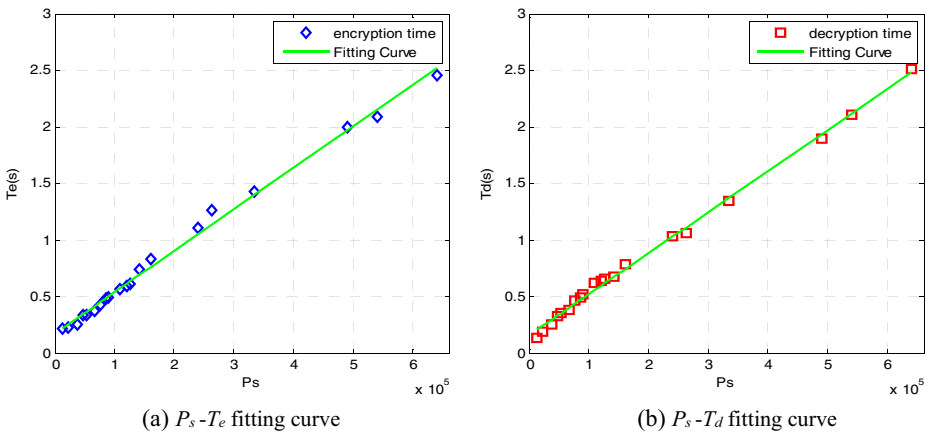 3
2.5
2
1.5
1
0.5
0
Te(s)
encryption time
Fitting Curve
0
1
2
3
4
5
6
Ps
x 10^5
(a) Ps -Te fitting curve
3
2.5
2
1.5
1
0.5
0
Td(s)
decryption time
Fitting Curve
0
1
2
3
4
5
6
Ps
x 10^5
(b) Ps -Td fitting curve